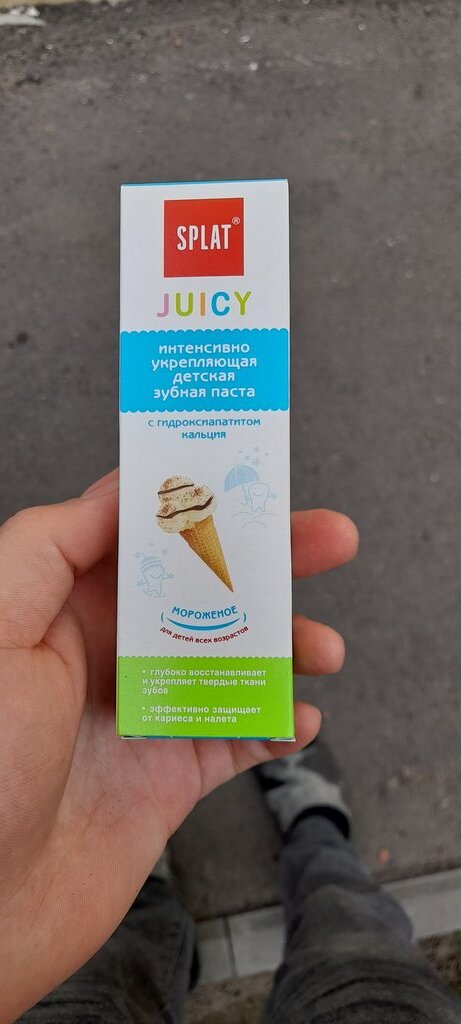 SPLAT®
JUICY
интенсивно
укрепляющая
детская
зубная паста
с гидроксиапатитом
кальция
МОРОЖЕНОЕ
для детей всех возрастов
• глубоко восстанавливает
и укрепляет твердые ткани
зубов
• эффективно защищает
от кариеса и налета